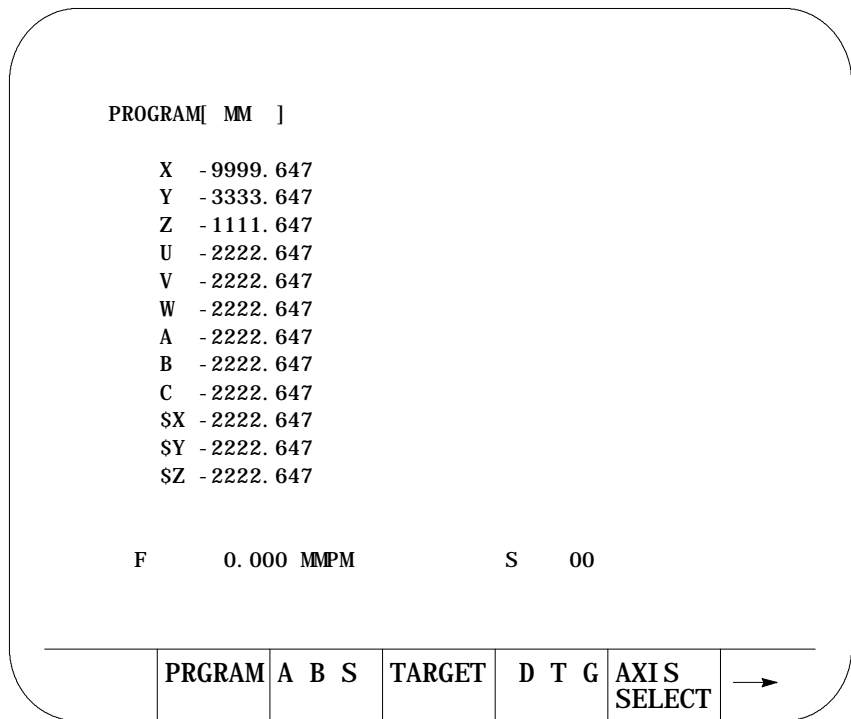 PROGRAM[ MM ]
X -9999.647
Y -3333.647
Z -1111.647
U -2222.647
V -2222.647
W -2222.647
A -2222.647
B -2222.647
C -2222.647
$X -2222.647
$Y -2222.647
$Z -2222.647
F 0.000 MMPM S 00
PRGRAM A B S TARGET D T G AXIS
SELECT